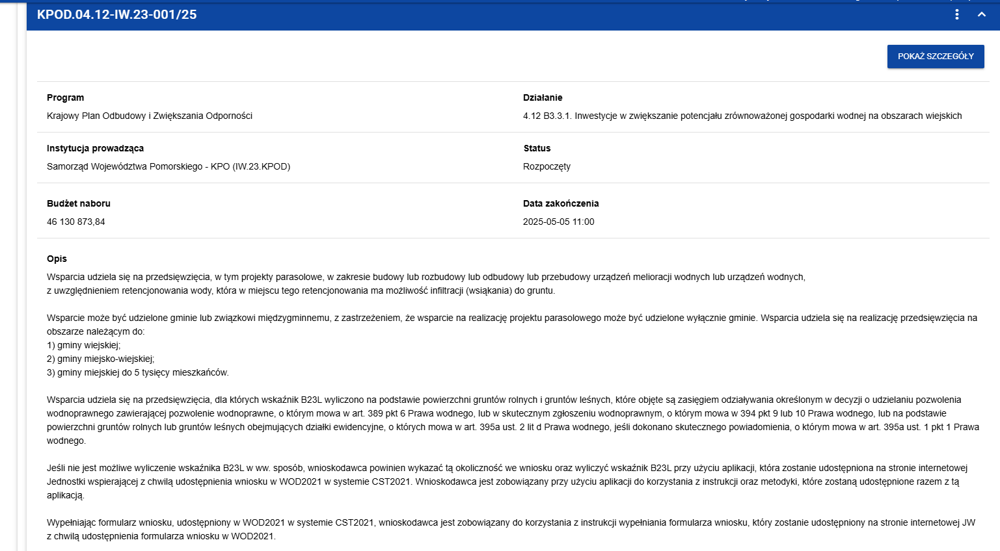 KPOD.04.12-IW.23-001/25
POKAŻ SZCZEGÓŁY
Program
Krajowy Plan Odbudowy i Zwiększania Odporności
Działanie
4.12 B3.3.1. Inwestycje w zwiększanie potencjału zrównoważonej gospodarki wodnej na obszarach wiejskich
Instytucja prowadząca
Samorząd Województwa Pomorskiego - KPO (IW.23.KPOD)
Status
Rozpoczęty
Budżet naboru
46 130 873,84
Data zakończenia
2025-05-05 11:00
Opis
Wsparcia udziela się na przedsięwzięcia, w tym projekty parasolowe, w zakresie budowy lub rozbudowy lub odbudowy lub przebudowy urządzeń melioracji wodnych lub urządzeń wodnych,
z uwzględnieniem retencjonowania wody, która w miejscu tego retencjonowania ma możliwość infiltracji (wsiąkania) do gruntu.
Wsparcie może być udzielone gminie lub związkowi międzygminnemu, z zastrzeżeniem, że wsparcie na realizację projektu parasolowego może być udzielone wyłącznie gminie. Wsparcia udziela się na realizację przedsięwzięcia na
obszarze należącym do:
1) gminy wiejskiej;
2) gminy miejsko-wiejskiej;
3) gminy miejskiej do 5 tysięcy mieszkańców.
Wsparcia udziela się na przedsięwzięcia, dla których wskaźnik B23L wyliczono na podstawie powierzchni gruntów rolnych i gruntów leśnych, które objęte są zasięgiem odziaływania określonym w decyzji o udzielaniu pozwolenia
wodnoprawnego zawierającej pozwolenie wodnoprawne, o którym mowa w art. 389 pkt 6 Prawa wodnego, lub w skutecznym zgłoszeniu wodnoprawnym, o którym mowa w 394 pkt 9 lub 10 Prawa wodnego, lub na podstawie
powierzchni gruntów rolnych lub gruntów leśnych obejmujących działki ewidencyjne, o których mowa w art. 395a ust. 2 lit d Prawa wodnego, jeśli dokonano skutecznego powiadomienia, o którym mowa w art. 395a ust. 1 pkt 1 Prawa
wodnego.
Jeśli nie jest możliwe wyliczenie wskaźnika B23L w ww. sposób, wnioskodawca powinien wykazać tą okoliczność we wniosku oraz wyliczyć wskaźnik B23L przy użyciu aplikacji, która zostanie udostępniona na stronie internetowej
Jednostki wspierającej z chwilą udostępnienia wniosku w WOD2021 w systemie CST2021. Wnioskodawca jest zobowiązany przy użyciu aplikacji do korzystania z instrukcji oraz metodyki, które zostaną udostępnione razem z tą
aplikacją.
Wypełniając formularz wniosku, udostępniony w WOD2021 w systemie CST2021, wnioskodawca jest zobowiązany do korzystania z instrukcji wypełniania formularza wniosku, który zostanie udostępniony na stronie internetowej JW
z chwilą udostępnienia formularza wniosku w WOD2021.